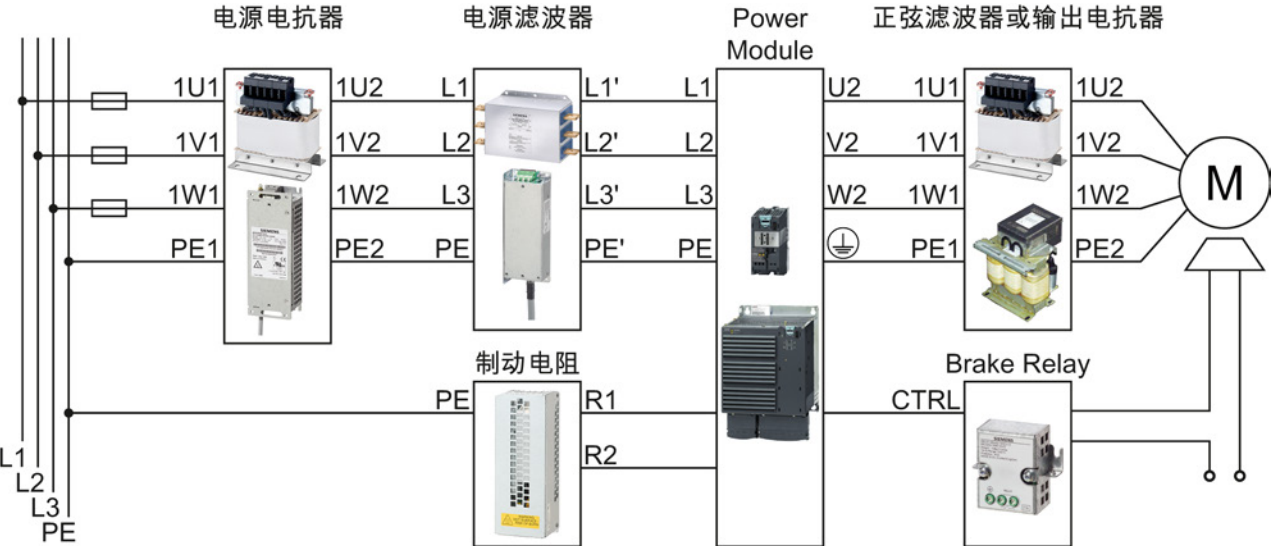 电源电抗器 电源滤波器 Power Module 正弦滤波器或输出电抗器
1U1 1U2 L1 L1' L1 U2 1U1 1U2
1V1 1V2 L2 L2' L2 V2 1V1 1V2
1W1 1W2 L3 L3' L3 W2 1W1 1W2
PE1 PE2 PE PE' PE PE1 PE2
M
制动电阻 Brake Relay
PE R1 CTRL
R2
L1
L2
L3
PE
SIEMENS
SIEMENS
SIEMENS